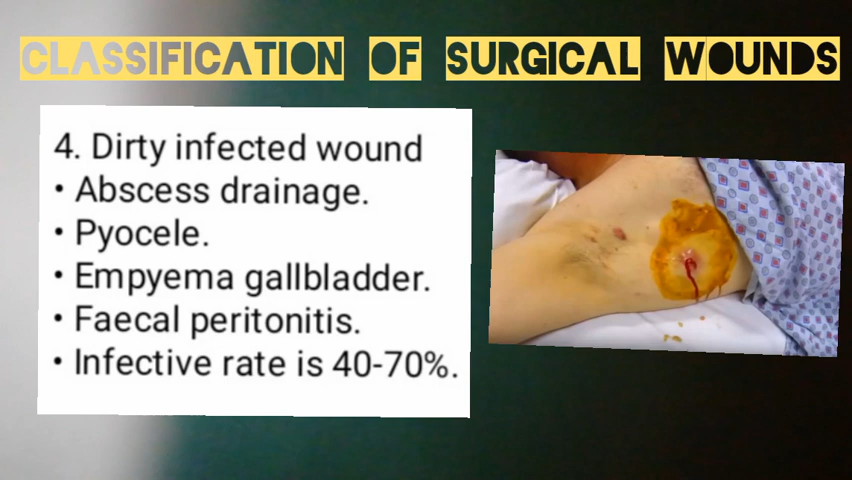 CLASSIFICATION OF SURGICAL WOUNDS
4. Dirty infected wound
• Abscess drainage.
• Pyocele.
• Empyema gallbladder.
• Faecal peritonitis.
• Infective rate is 40-70%.